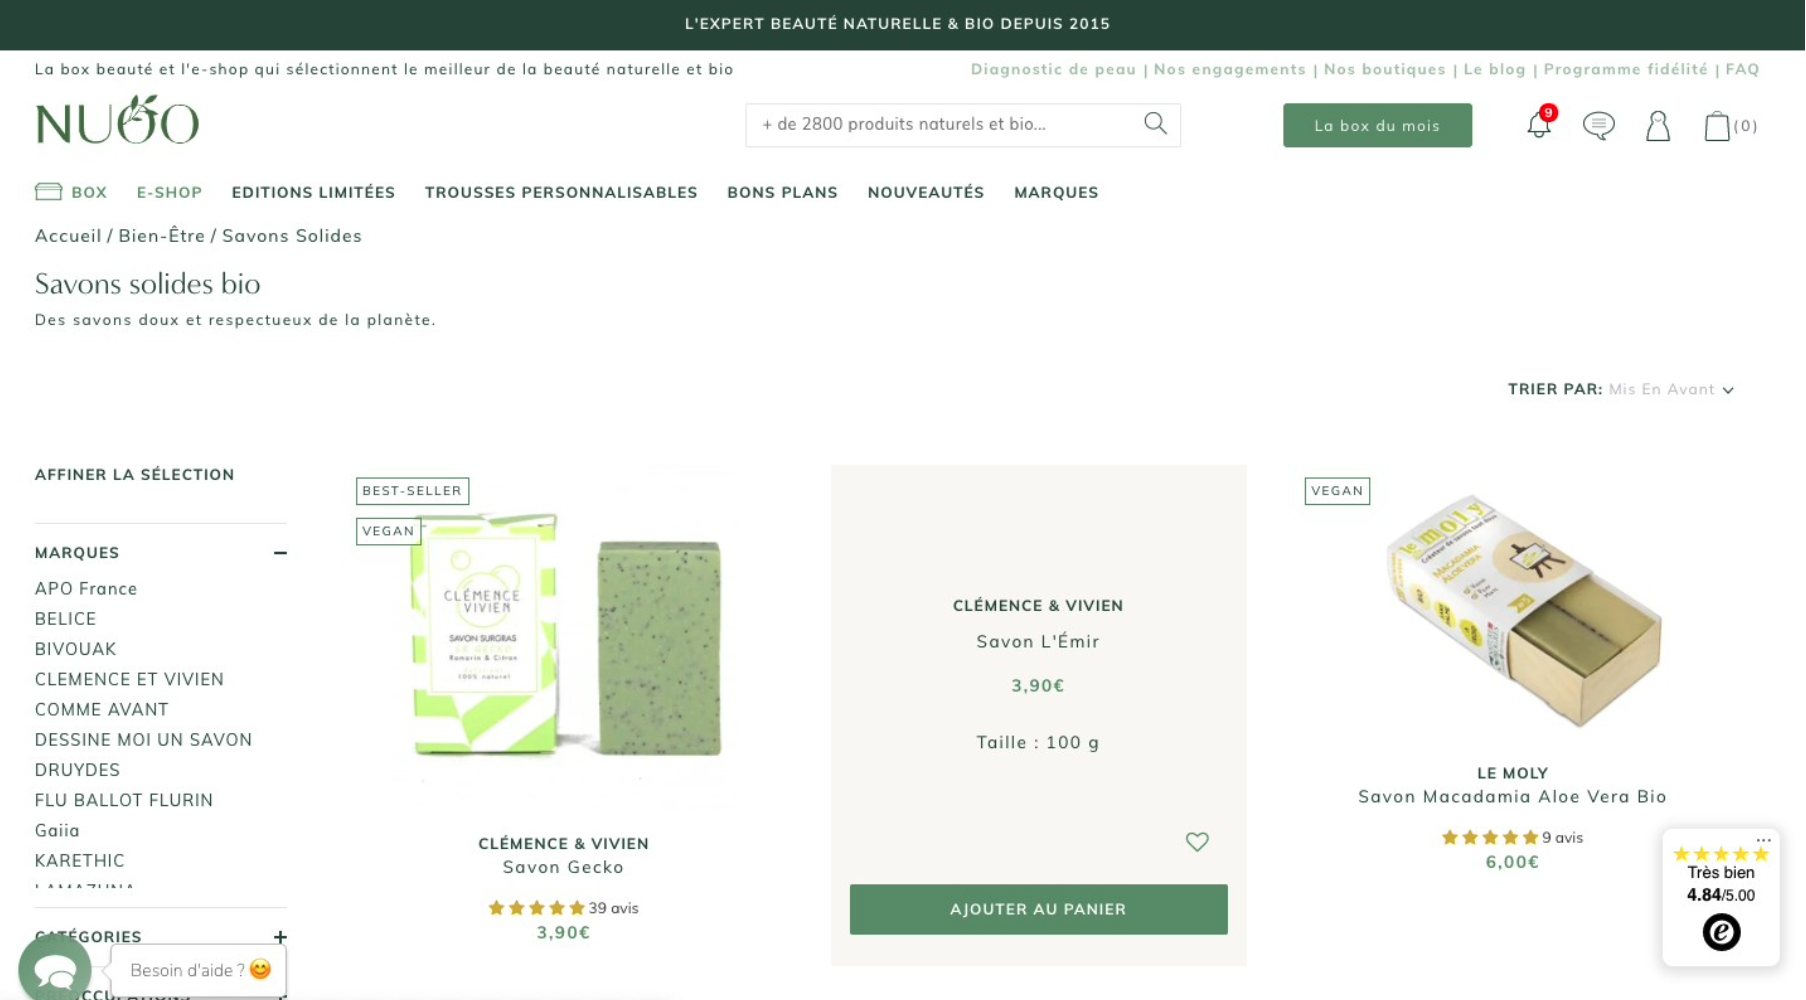 L'EXPERT BEAUTÉ NATURELLE & BIO DEPUIS 2015
La box beauté et l'e-shop qui sélectionnent le meilleur de la beauté naturelle et bio
Diagnostic de peau | Nos engagements | Nos boutiques | Le blog | Programme fidélité | FAQ
NUOO
+ de 2800 produits naturels et bio...
La box du mois
9
(0)
BOX E-SHOP EDITIONS LIMITÉES TROUSSES PERSONNALISABLES BONS PLANS NOUVEAUTÉS MARQUES
Accueil / Bien-Être / Savons Solides
Savons solides bio
Des savons doux et respectueux de la planète.
TRIER PAR: Mis En Avant
AFFINER LA SÉLECTION
MARQUES
APO France
BELICE
BIVOUAK
CLEMENCE ET VIVIEN
COMME AVANT
DESSINE MOI UN SAVON
DRUYDES
FLU BALLOT FLURIN
Gaiia
KARETHIC
LAMAZUNA
CATÉGORIES
PRÉOCCUPATIONS
Besoin d'aide ? 😊
BEST-SELLER
VEGAN
CLÉMENCE
VIVIEN
SAVON SURGRAS
LE GECKO
Romarin & Citron
100% naturel
CLÉMENCE & VIVIEN
Savon Gecko
39 avis
3,90€
CLÉMENCE & VIVIEN
Savon L'Émir
3,90€
Taille : 100 g
AJOUTER AU PANIER
VEGAN
le moly
Créateur de savons tout doux
MACADAMIA
ALOE VERA
LE MOLY
Savon Macadamia Aloe Vera Bio
9 avis
6,00€
...
Très bien
4.84/5.00
e